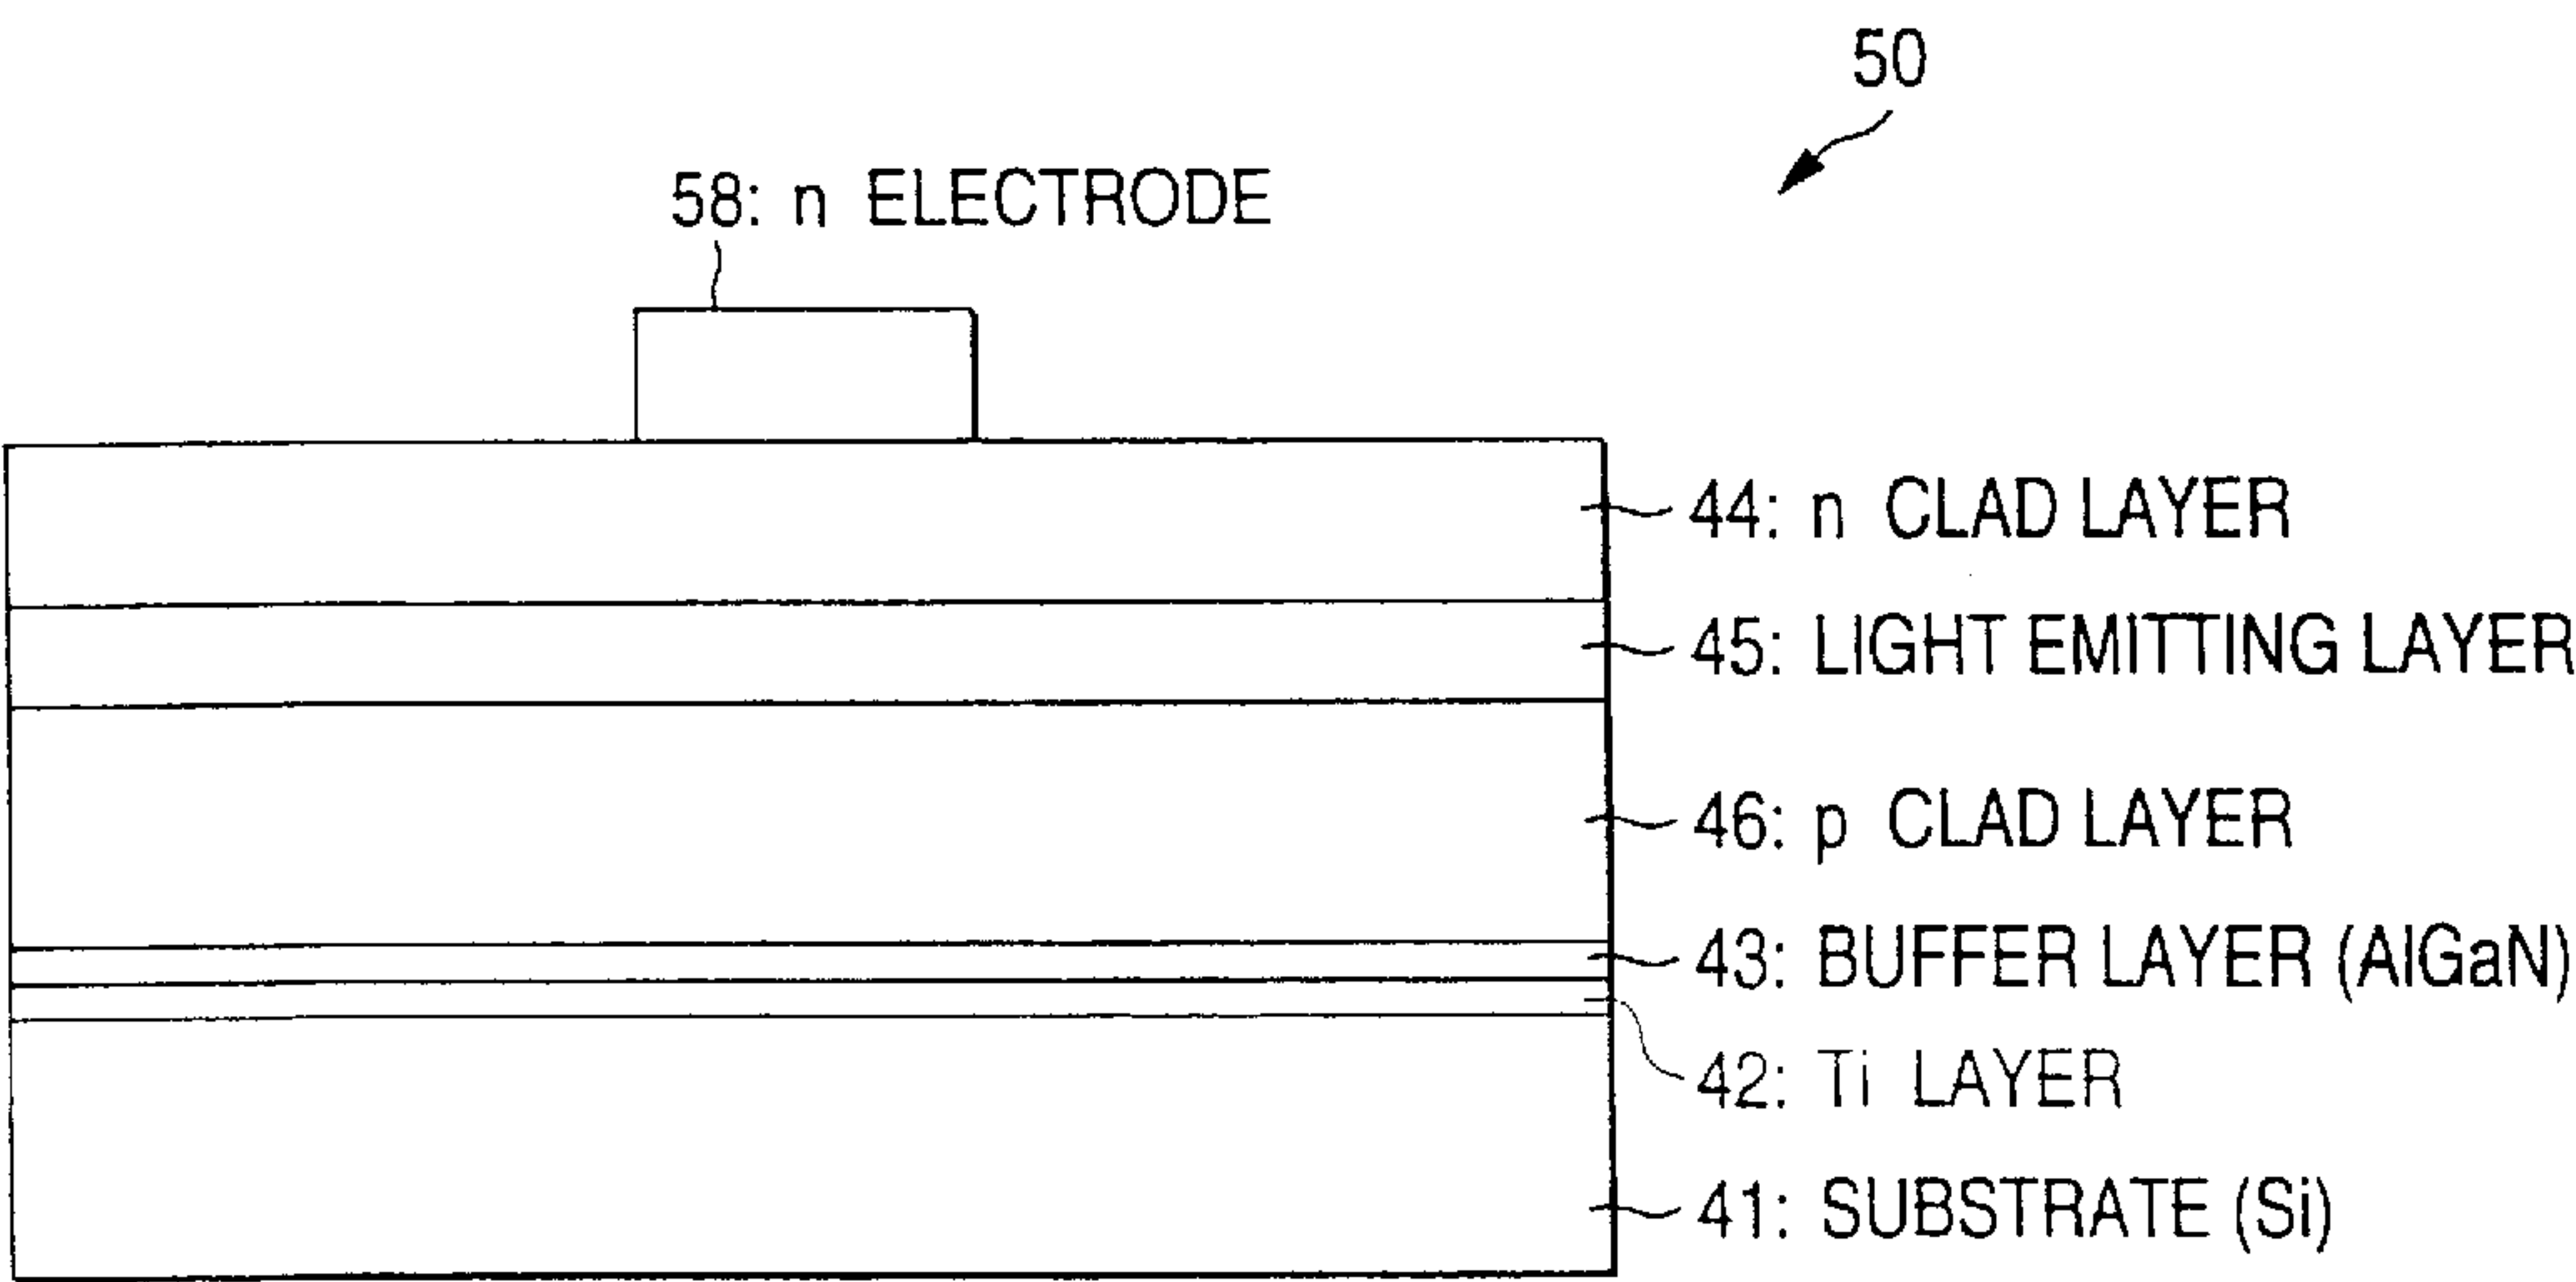 50
58: n ELECTRODE
44: n CLAD LAYER
45: LIGHT EMITTING LAYER
46: p CLAD LAYER
43: BUFFER LAYER (AlGaN)
42: Ti LAYER
41: SUBSTRATE (Si)